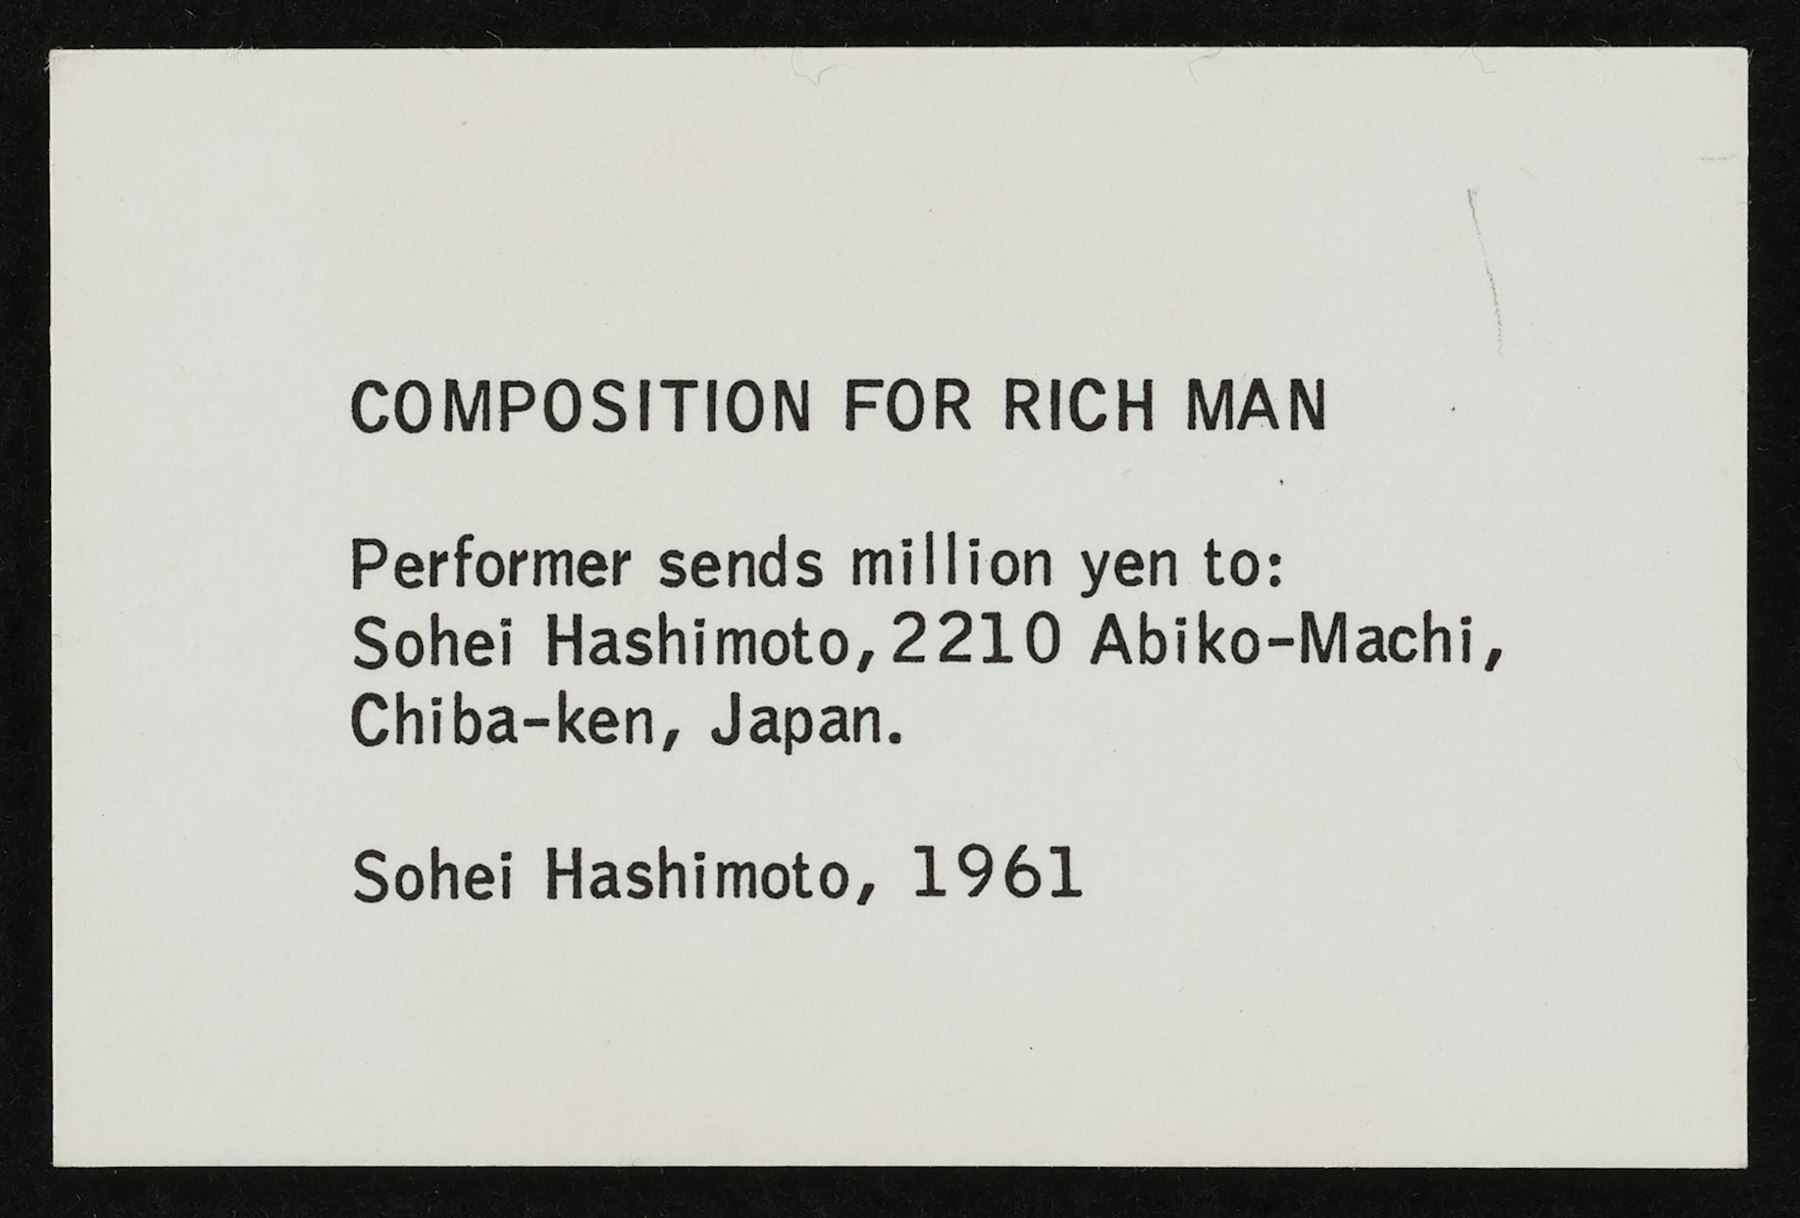 COMPOSITION FOR RICH MAN
Performer sends million yen to:
Sohei Hashimoto, 2210 Abiko-Machi,
Chiba-ken, Japan.
Sohei Hashimoto, 1961